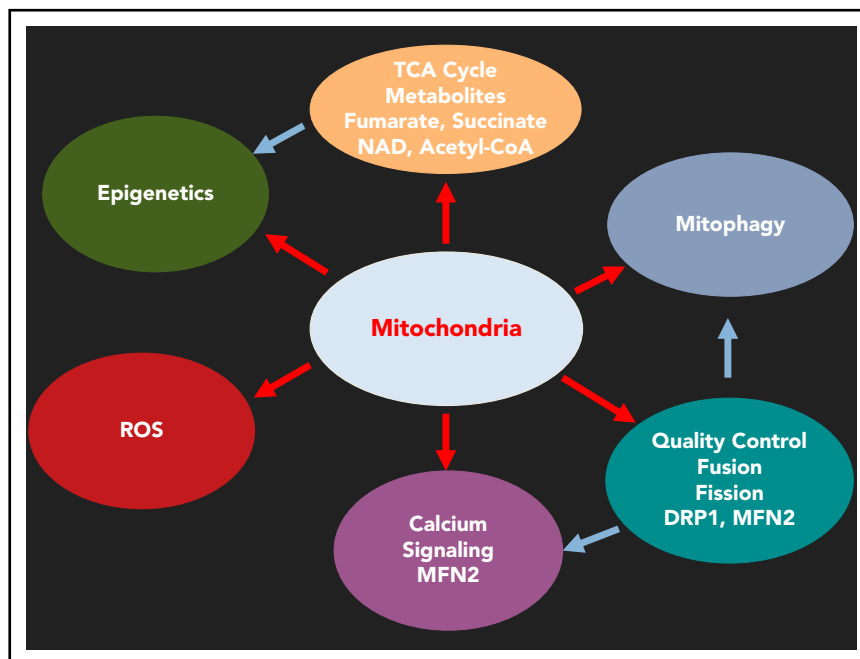 TCA Cycle
Metabolites
Fumarate, Succinate
NAD, Acetyl-CoA
Epigenetics
Mitophagy
Mitochondria
ROS
Quality Control
Fusion
Fission
DRP1, MFN2
Calcium
Signaling
MFN2